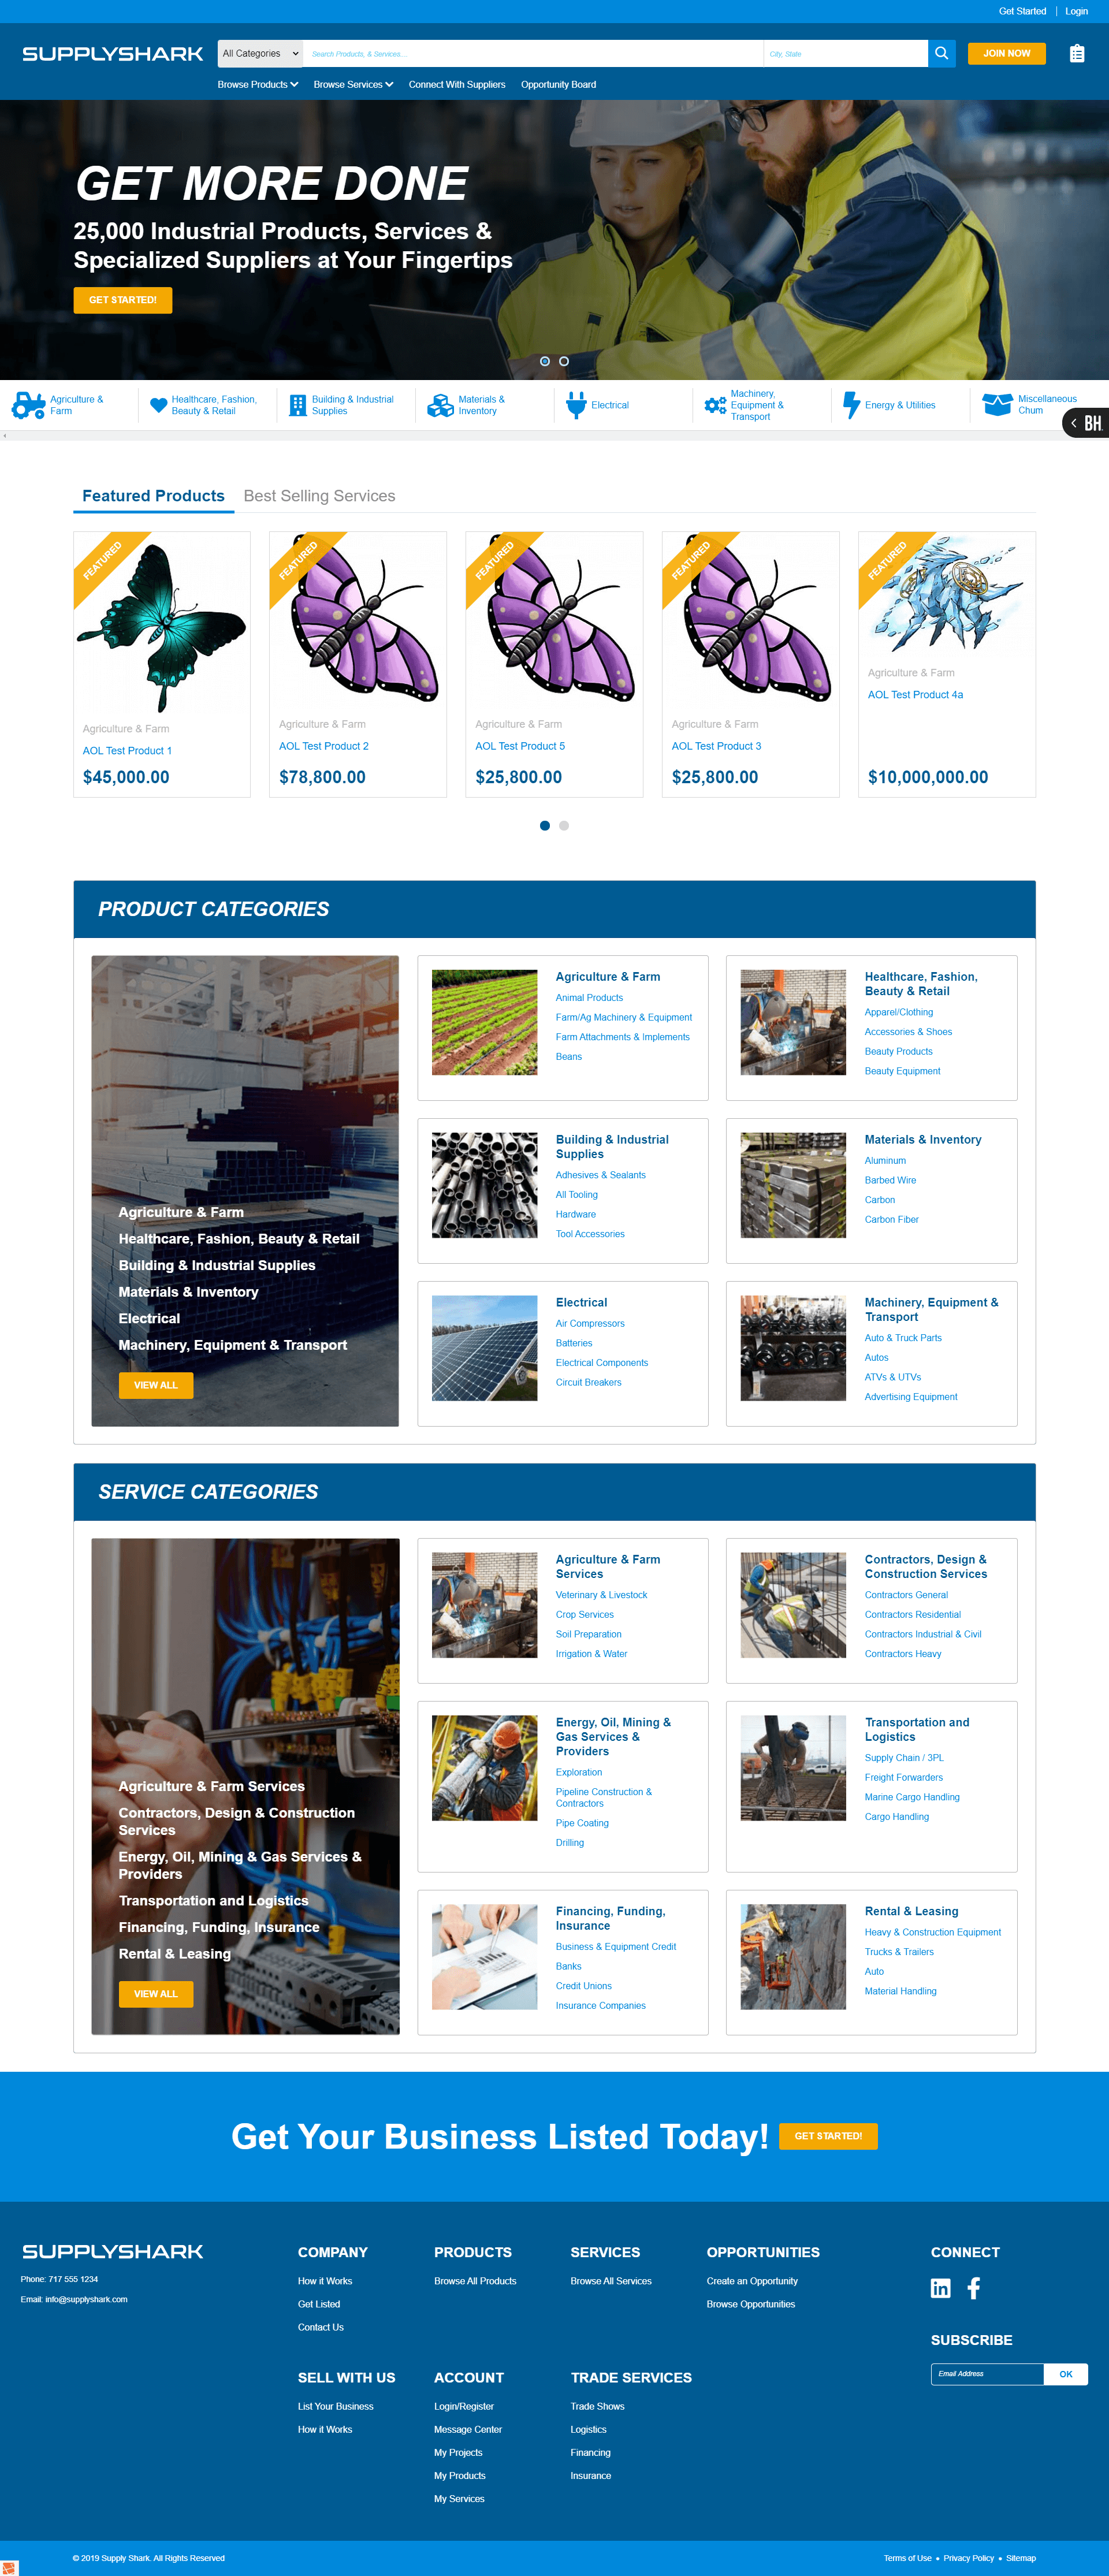 Get Started
Login
SUPPLYSHARK
All Categories
Search Products, & Services....
City, State
JOIN NOW
Browse Products
Browse Services
Connect With Suppliers
Opportunity Board
GET MORE DONE
25,000 Industrial Products, Services &
Specialized Suppliers at Your Fingertips
GET STARTED!
Agriculture &
Farm
Healthcare, Fashion,
Beauty & Retail
Building & Industrial
Supplies
Materials &
Inventory
Electrical
Machinery,
Equipment &
Transport
Energy & Utilities
Miscellaneous
Chum
BH
Featured Products
Best Selling Services
FEATURED
Agriculture & Farm
AOL Test Product 1
$45,000.00
FEATURED
Agriculture & Farm
AOL Test Product 2
$78,800.00
FEATURED
Agriculture & Farm
AOL Test Product 5
$25,800.00
FEATURED
Agriculture & Farm
AOL Test Product 3
$25,800.00
FEATURED
Agriculture & Farm
AOL Test Product 4a
$10,000,000.00
PRODUCT CATEGORIES
Agriculture & Farm
Healthcare, Fashion, Beauty & Retail
Building & Industrial Supplies
Materials & Inventory
Electrical
Machinery, Equipment & Transport
VIEW ALL
Agriculture & Farm
Animal Products
Farm/Ag Machinery & Equipment
Farm Attachments & Implements
Beans
Healthcare, Fashion,
Beauty & Retail
Apparel/Clothing
Accessories & Shoes
Beauty Products
Beauty Equipment
Building & Industrial
Supplies
Adhesives & Sealants
All Tooling
Hardware
Tool Accessories
Materials & Inventory
Aluminum
Barbed Wire
Carbon
Carbon Fiber
Electrical
Air Compressors
Batteries
Electrical Components
Circuit Breakers
Machinery, Equipment &
Transport
Auto & Truck Parts
Autos
ATVs & UTVs
Advertising Equipment
SERVICE CATEGORIES
Agriculture & Farm Services
Contractors, Design & Construction
Services
Energy, Oil, Mining & Gas Services &
Providers
Transportation and Logistics
Financing, Funding, Insurance
Rental & Leasing
VIEW ALL
Agriculture & Farm
Services
Veterinary & Livestock
Crop Services
Soil Preparation
Irrigation & Water
Contractors, Design &
Construction Services
Contractors General
Contractors Residential
Contractors Industrial & Civil
Contractors Heavy
Energy, Oil, Mining &
Gas Services &
Providers
Exploration
Pipeline Construction &
Contractors
Pipe Coating
Drilling
Transportation and
Logistics
Supply Chain / 3PL
Freight Forwarders
Marine Cargo Handling
Cargo Handling
Financing, Funding,
Insurance
Business & Equipment Credit
Banks
Credit Unions
Insurance Companies
Rental & Leasing
Heavy & Construction Equipment
Trucks & Trailers
Auto
Material Handling
Get Your Business Listed Today!
GET STARTED!
SUPPLYSHARK
Phone: 717 555 1234
Email: info@supplyshark.com
COMPANY
How it Works
Get Listed
Contact Us
PRODUCTS
Browse All Products
SERVICES
Browse All Services
OPPORTUNITIES
Create an Opportunity
Browse Opportunities
CONNECT
in
f
SUBSCRIBE
Email Address
OK
SELL WITH US
List Your Business
How it Works
ACCOUNT
Login/Register
Message Center
My Projects
My Products
My Services
TRADE SERVICES
Trade Shows
Logistics
Financing
Insurance
© 2019 Supply Shark. All Rights Reserved
Terms of Use • Privacy Policy • Sitemap